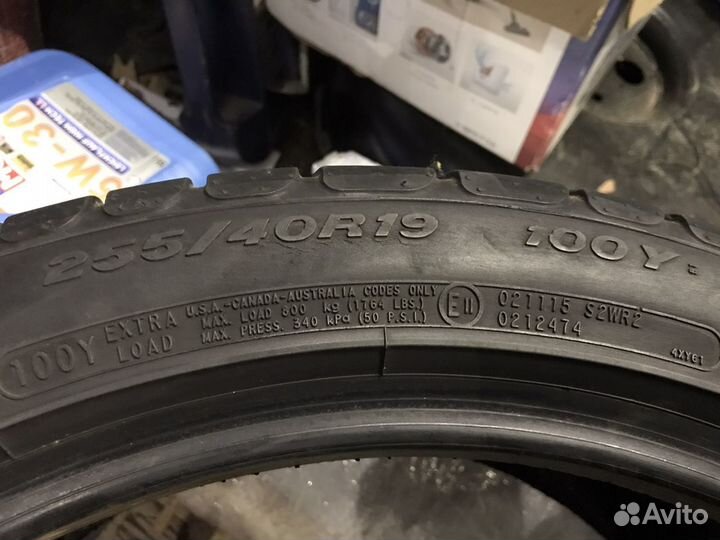 5W-30
255/40R19 100Y
100Y EXTRA LOAD
U.S.A.-CANADA-AUSTRALIA CODES ONLY
MAX. LOAD 800 kg (1764 LBS.)
MAX. PRESS. 340 kPa (50 P.S.I.)
E11
021115 S2WR2
0212474
4XY61
Avito